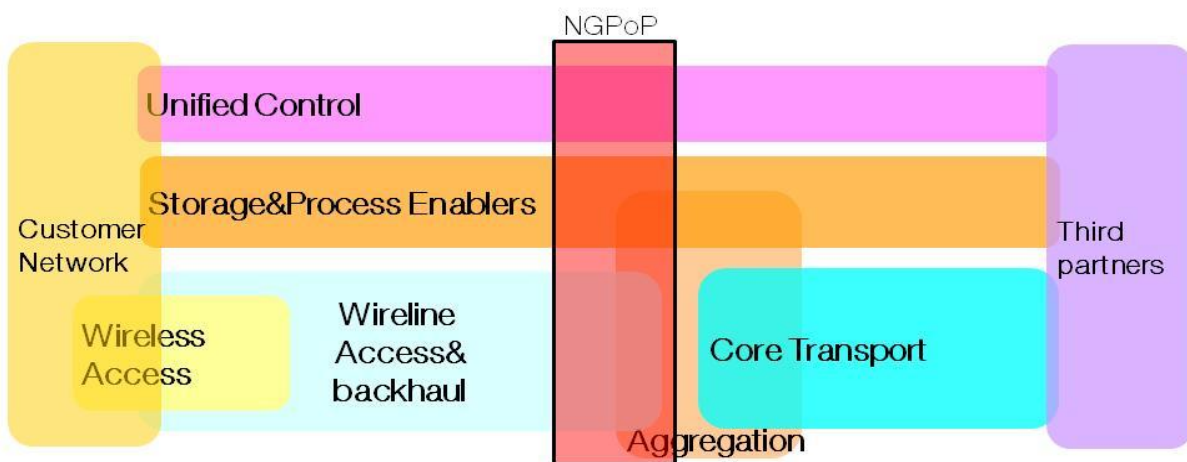 NGPoP
Unified Control
Storage&Process Enablers
Customer
Network
Third
partners
Wireless
Access
Wireline
Access&
backhaul
Core Transport
Aggregation